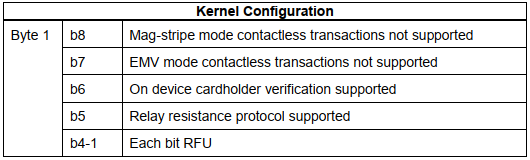 Kernel Configuration
Byte 1 b8 Mag-stripe mode contactless transactions not supported
b7 EMV mode contactless transactions not supported
b6 On device cardholder verification supported
b5 Relay resistance protocol supported
b4-1 Each bit RFU